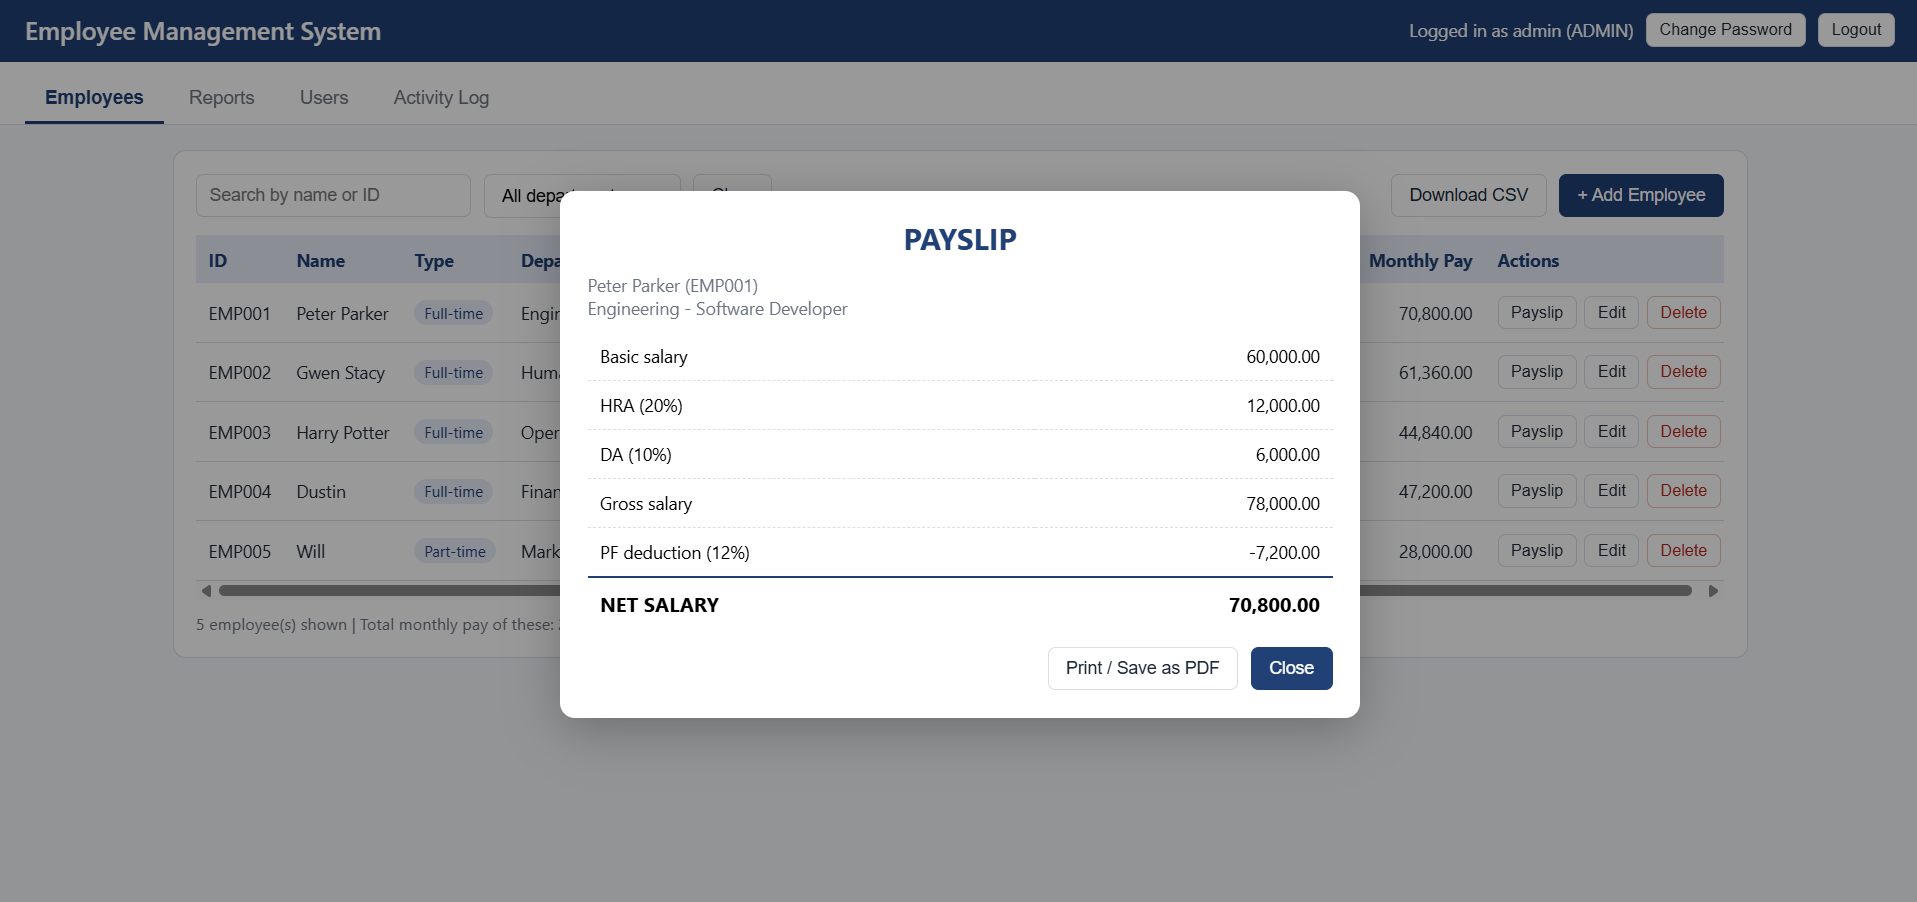 Employee Management System
Logged in as admin (ADMIN)
Change Password
Logout
Employees
Reports
Users
Activity Log
Search by name or ID
All
Download CSV
+ Add Employee
ID Name Type Monthly Pay Actions
EMP001 Peter Parker Full-time 70,800.00 Payslip Edit Delete
EMP002 Gwen Stacy Full-time 61,360.00 Payslip Edit Delete
EMP003 Harry Potter Full-time 44,840.00 Payslip Edit Delete
EMP004 Dustin Full-time 47,200.00 Payslip Edit Delete
EMP005 Will Part-time 28,000.00 Payslip Edit Delete
5 employee(s) shown | Total monthly pay of these:
PAYSLIP
Peter Parker (EMP001)
Engineering - Software Developer
Basic salary 60,000.00
HRA (20%) 12,000.00
DA (10%) 6,000.00
Gross salary 78,000.00
PF deduction (12%) -7,200.00
NET SALARY 70,800.00
Print / Save as PDF
Close